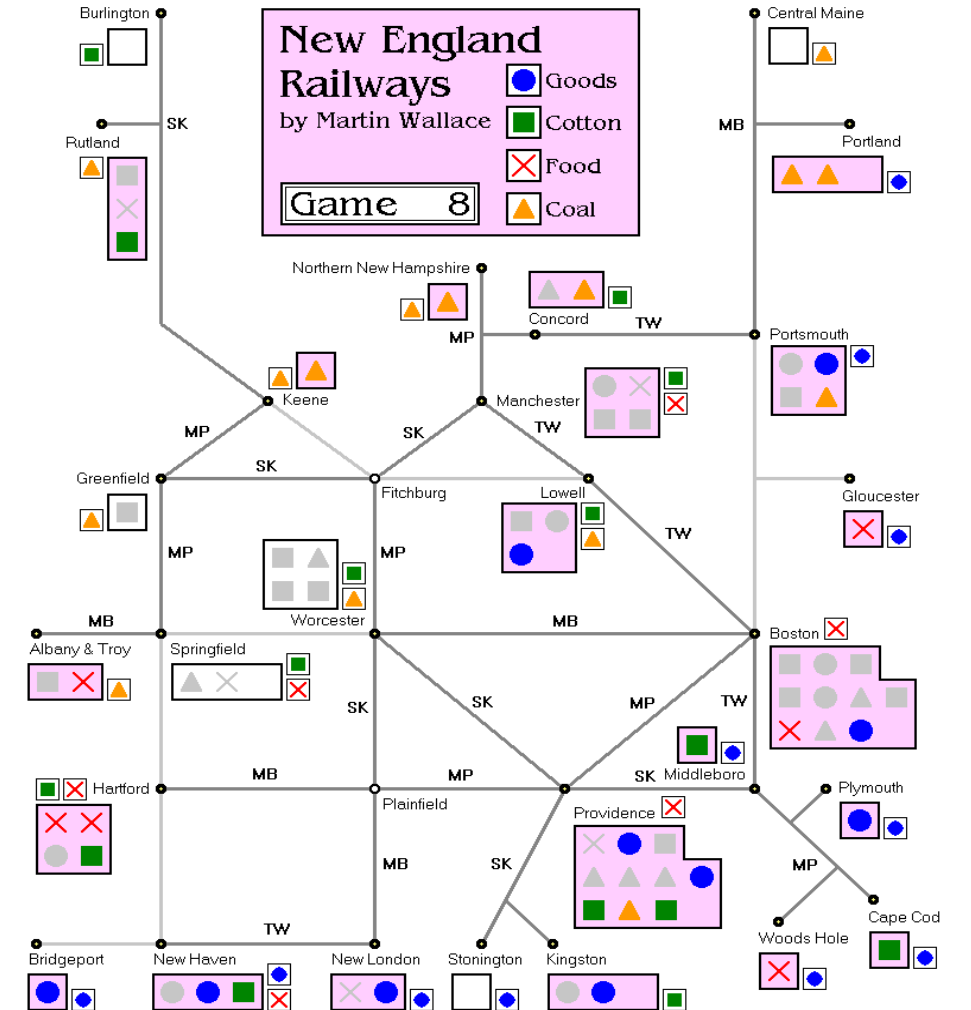 Burlington
Central Maine
New England
Railways
by Martin Wallace
Goods
Cotton
Food
Coal
Game 8
SK
MB
Rutland
Portland
Northern New Hampshire
Concord
TW
MP
Portsmouth
Keene
Manchester
MP
SK
TW
Greenfield
SK
Fitchburg
Lowell
Gloucester
TW
MP
MP
MB
Worcester
MB
Boston
Albany & Troy
Springfield
SK
SK
MP
TW
Hartford
MB
MP
SK
Middleboro
Plainfield
Plymouth
Providence
MB
SK
MP
TW
Cape Cod
Woods Hole
Bridgeport
New Haven
New London
Stonington
Kingston